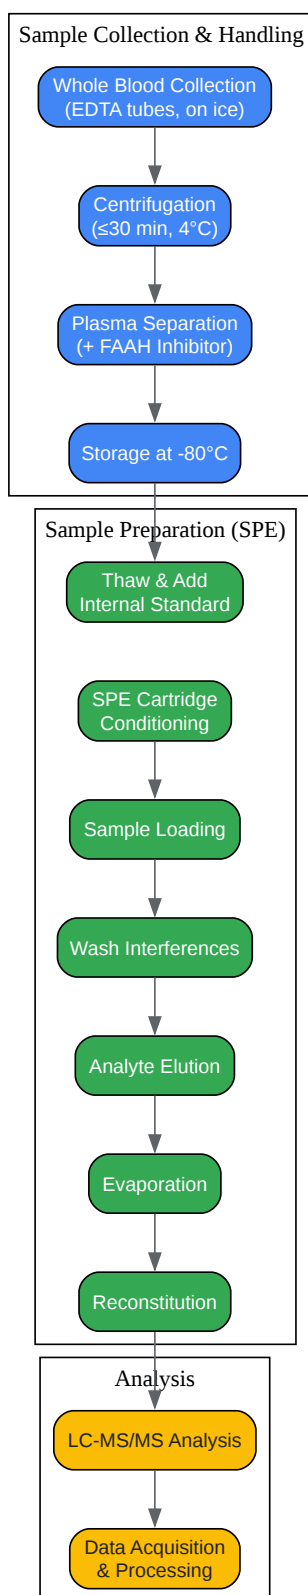 Sample Collection & Handling
Whole Blood Collection
(EDTA tubes, on ice)
Centrifugation
(≤30 min, 4°C)
Plasma Separation
(+ FAAH Inhibitor)
Storage at -80°C
Sample Preparation (SPE)
Thaw & Add
Internal Standard
SPE Cartridge
Conditioning
Sample Loading
Wash Interferences
Analyte Elution
Evaporation
Reconstitution
Analysis
LC-MS/MS Analysis
Data Acquisition
& Processing